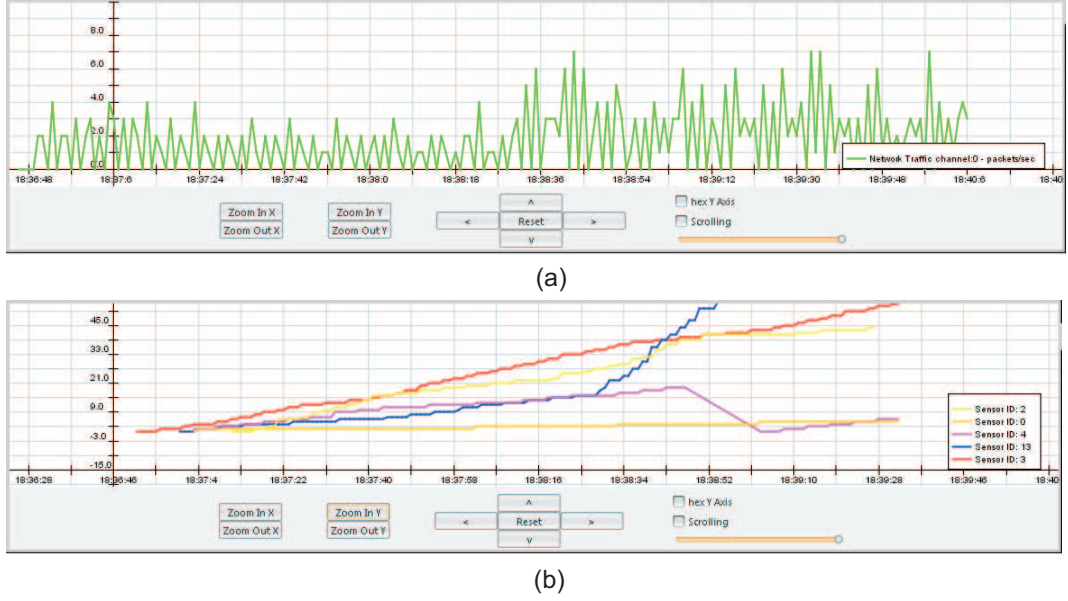 8.0
6.0
4.0
2.0
0.0
Network Traffic channel:0 - packets/sec
18:36:48 18:37:6 18:37:24 18:37:42 18:38:0 18:38:18 18:38:36 18:38:54 18:39:12 18:39:30 18:39:48 18:40:6 18:40
Zoom In X Zoom In Y ^ hex Y Axis
< Reset > Scrolling
Zoom Out X Zoom Out Y v
(a)
45.0
33.0
21.0
9.0
-3.0
-15.0
Sensor ID: 2
Sensor ID: 0
Sensor ID: 4
Sensor ID: 13
Sensor ID: 3
18:36:28 18:36:46 18:37:4 18:37:22 18:37:40 18:37:58 18:38:16 18:38:34 18:38:52 18:39:10 18:39:28 18:39:46 18:40
Zoom In X Zoom In Y ^ hex Y Axis
< Reset > Scrolling
Zoom Out X Zoom Out Y v
(b)